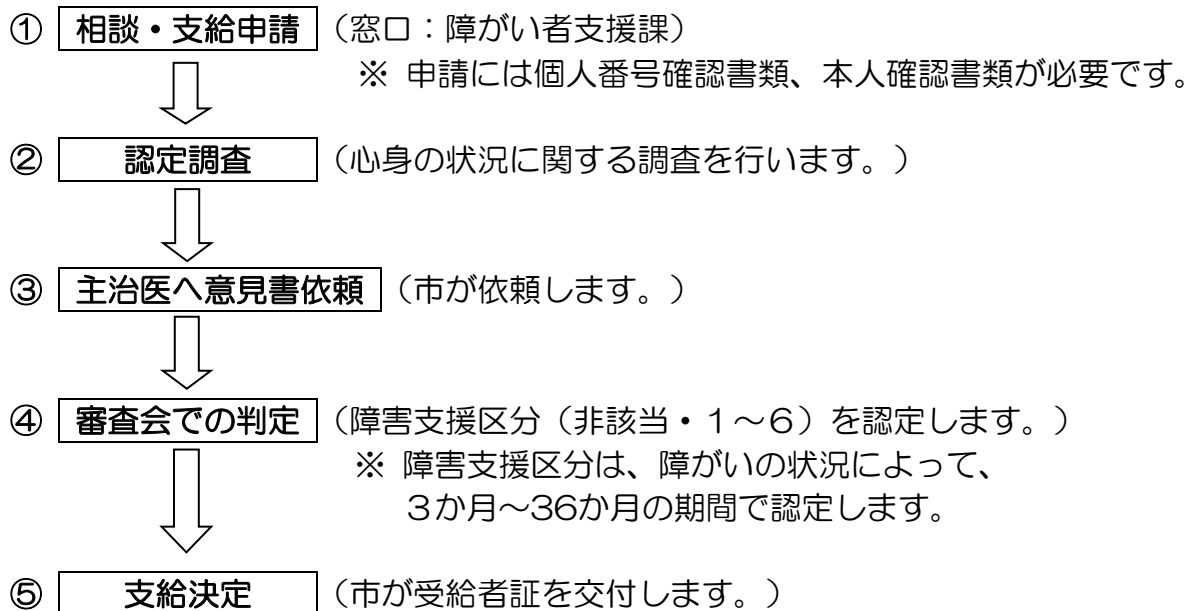 ① 相談・支給申請 （窓口：障がい者支援課）
※ 申請には個人番号確認書類、本人確認書類が必要です。
② 認定調査 （心身の状況に関する調査を行います。）
③ 主治医へ意見書依頼 （市が依頼します。）
④ 審査会での判定 （障害支援区分（非該当・１～６）を認定します。）
※ 障害支援区分は、障がいの状況によって、
３か月～36か月の期間で認定します。
⑤ 支給決定 （市が受給者証を交付します。）